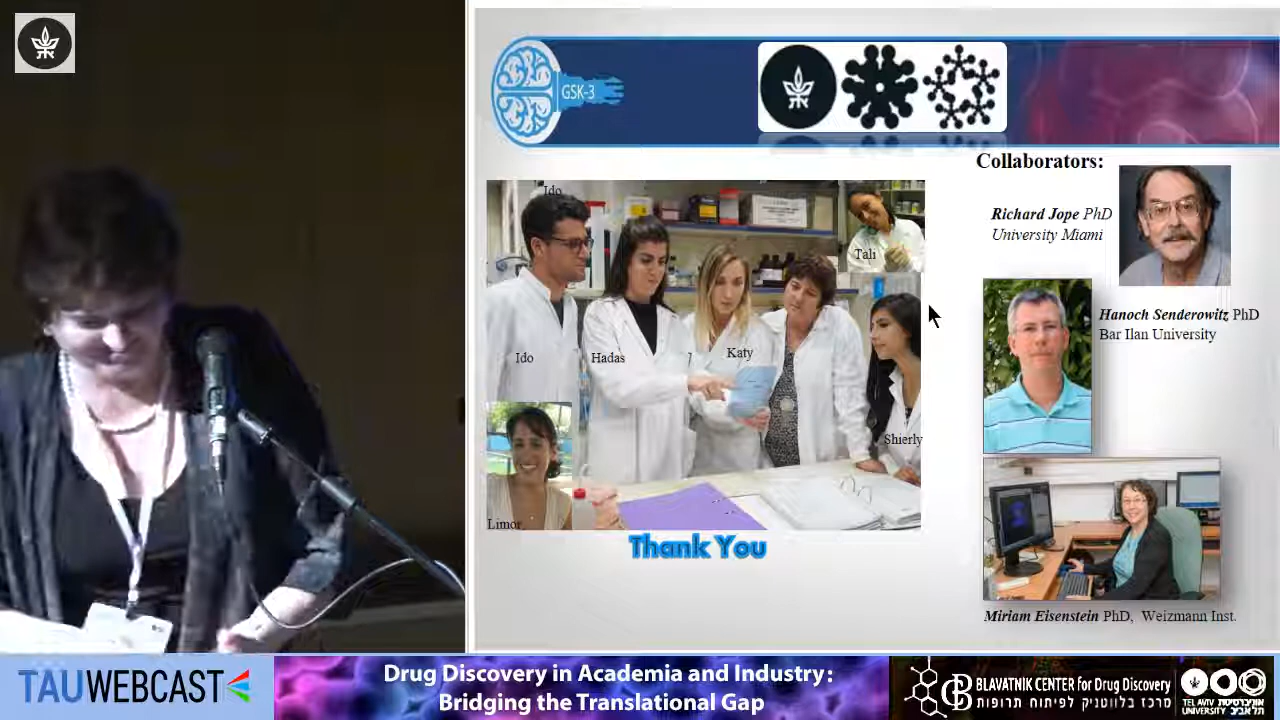 GSK-3
Collaborators:
Richard Jope PhD
University Miami
Hanoch Senderowitz PhD
Bar Ilan University
Miriam Eisenstein PhD, Weizmann Inst.
Ido
Tali
Ido
Hadas
Katy
Shierly
Limor
Thank You
TAUWEBCAST
Drug Discovery in Academia and Industry:
Bridging the Translational Gap
BLAVATNIK CENTER for Drug Discovery
מרכז בלווטניק לפיתוח תרופות
TEL AVIV אוניברסיטת
UNIVERSITY תל אביב